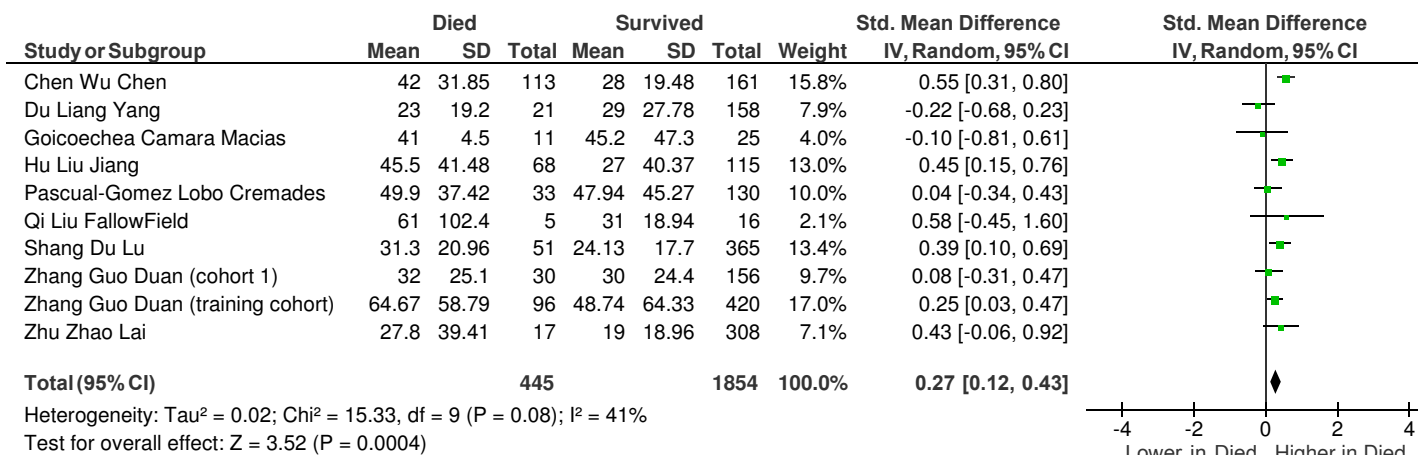 Died Survived Std. Mean Difference Std. Mean Difference
Study or Subgroup Mean SD Total Mean SD Total Weight IV, Random, 95% CI IV, Random, 95% CI
Chen Wu Chen 42 31.85 113 28 19.48 161 15.8% 0.55 [0.31, 0.80]
Du Liang Yang 23 19.2 21 29 27.78 158 7.9% -0.22 [-0.68, 0.23]
Goicoechea Camara Macias 41 4.5 11 45.2 47.3 25 4.0% -0.10 [-0.81, 0.61]
Hu Liu Jiang 45.5 41.48 68 27 40.37 115 13.0% 0.45 [0.15, 0.76]
Pascual-Gomez Lobo Cremades 49.9 37.42 33 47.94 45.27 130 10.0% 0.04 [-0.34, 0.43]
Qi Liu FallowField 61 102.4 5 31 18.94 16 2.1% 0.58 [-0.45, 1.60]
Shang Du Lu 31.3 20.96 51 24.13 17.7 365 13.4% 0.39 [0.10, 0.69]
Zhang Guo Duan (cohort 1) 32 25.1 30 30 24.4 156 9.7% 0.08 [-0.31, 0.47]
Zhang Guo Duan (training cohort) 64.67 58.79 96 48.74 64.33 420 17.0% 0.25 [0.03, 0.47]
Zhu Zhao Lai 27.8 39.41 17 19 18.96 308 7.1% 0.43 [-0.06, 0.92]
Total (95% CI) 445 1854 100.0% 0.27 [0.12, 0.43]
Heterogeneity: Tau² = 0.02; Chi² = 15.33, df = 9 (P = 0.08); I² = 41%
Test for overall effect: Z = 3.52 (P = 0.0004)
-4 -2 0 2 4
Lower in Died Higher in Died